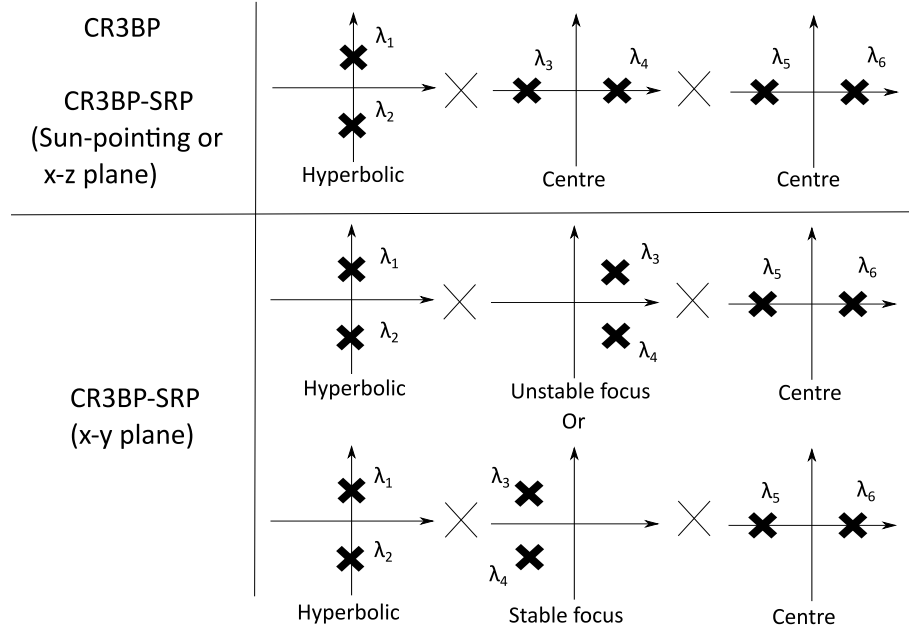 CR3BP
CR3BP-SRP
(Sun-pointing or
x-z plane)
λ1
λ2
Hyperbolic
λ3
λ4
Centre
λ5
λ6
Centre
CR3BP-SRP
(x-y plane)
λ1
λ2
Hyperbolic
λ3
λ4
Unstable focus
Or
λ5
λ6
Centre
λ1
λ2
Hyperbolic
λ3
λ4
Stable focus
λ5
λ6
Centre